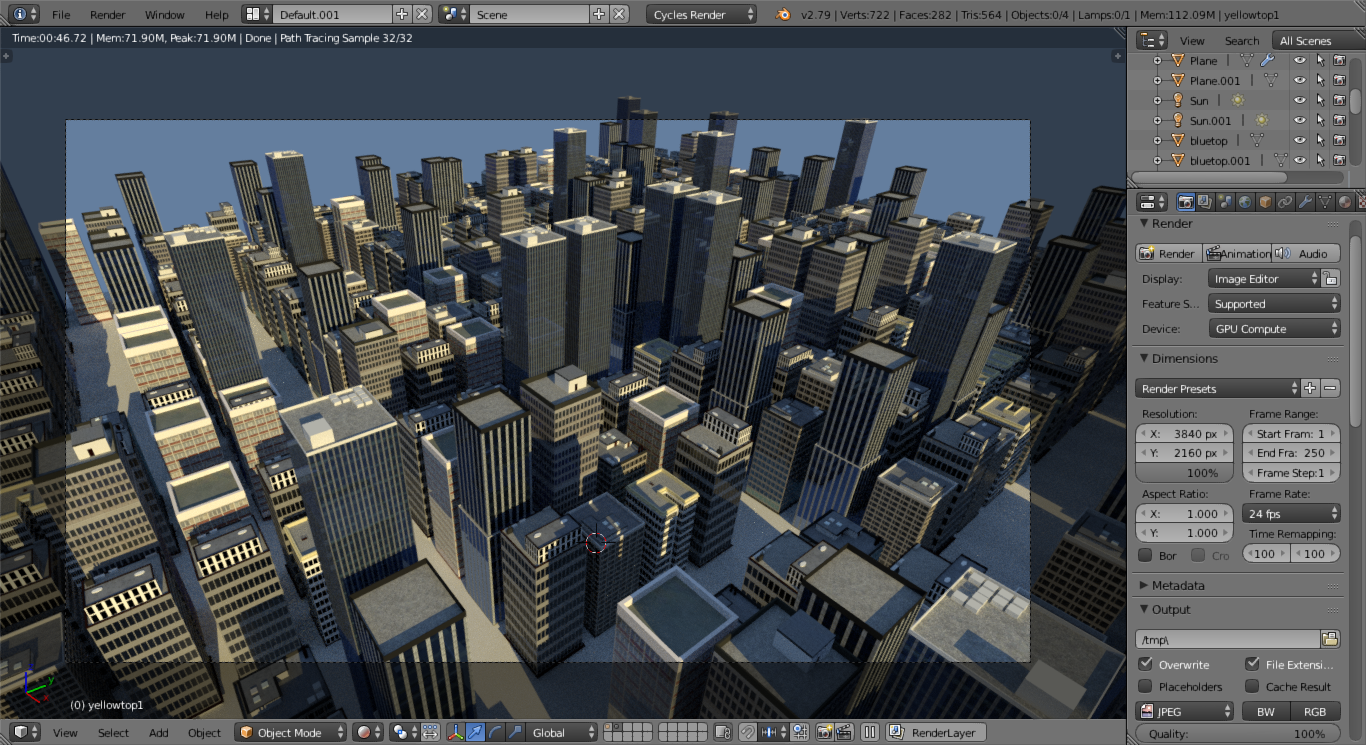 File Render Window Help Default.001 Scene Cycles Render v2.79 | Verts:722 | Faces:282 | Tris:564 | Objects:0/4 | Lamps:0/1 | Mem:112.09M | yellowtop1
Time:00:46.72 | Mem:71.90M, Peak:71.90M | Done | Path Tracing Sample 32/32
View Search All Scenes
Plane
Plane.001
Sun
Sun.001
bluetop
bluetop.001
Render
Render Animation Audio
Display: Image Editor
Feature S... Supported
Device: GPU Compute
Dimensions
Render Presets
Resolution: Frame Range:
X: 3840 px Start Fram: 1
Y: 2160 px End Fra: 250
100% Frame Step:1
Aspect Ratio: Frame Rate:
X: 1.000 24 fps
Y: 1.000 Time Remapping:
Bor Cro 100 100
Metadata
Output
/tmp\
Overwrite File Extensi...
Placeholders Cache Result
JPEG BW RGB
Quality: 100%
z
y
x
(0) yellowtop1
View Select Add Object Object Mode Global RenderLayer